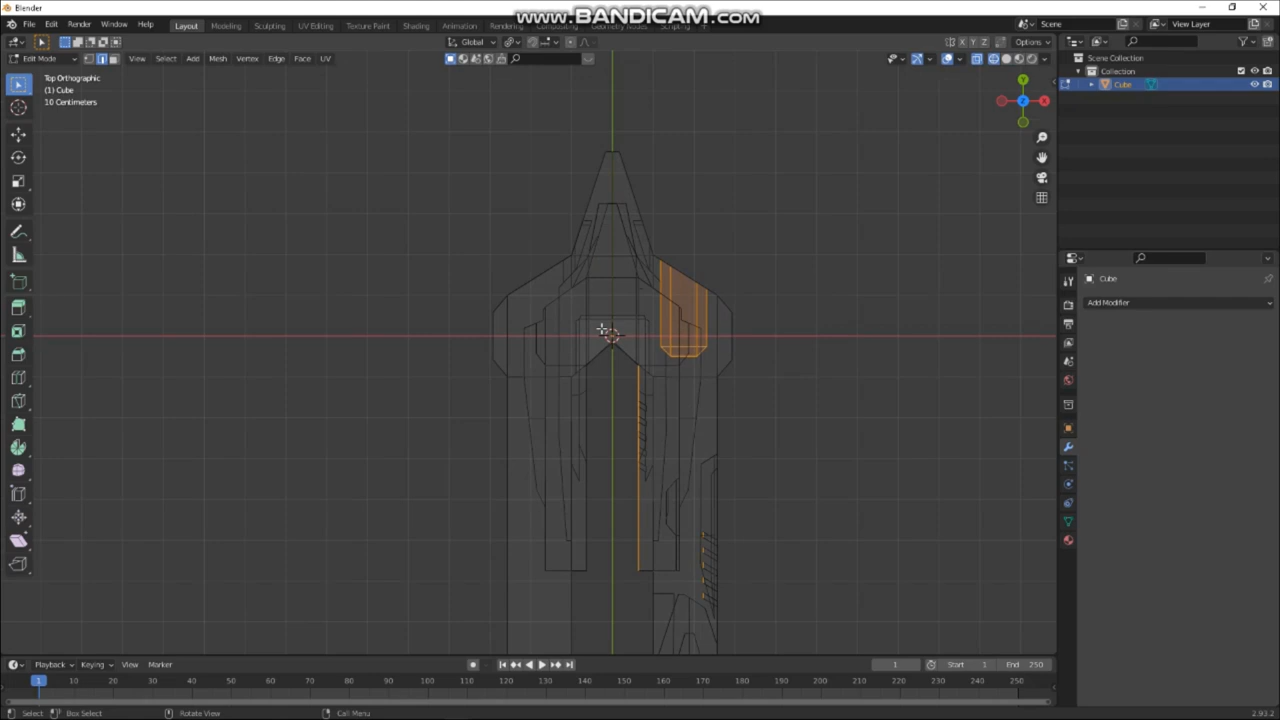 Blender
www.BANDICAM.com
File Edit Render Window Help Layout Modeling Sculpting UV Editing Texture Paint Shading Animation Rendering Scene View Layer
Global Options
Edit Mode View Select Add Mesh Vertex Edge Face UV X Y Z
Top Orthographic
(1) Cube
10 Centimeters
Scene Collection
Collection
Cube
Cube
Add Modifier
Playback Keying View Marker 1 Start 1 End 250
1 10 20 30 40 50 60 70 80 90 100 110 120 130 140 150 160 170 180 190 200 210 220 230 240 250
Select Box Select Rotate View Call Menu 2.93.2